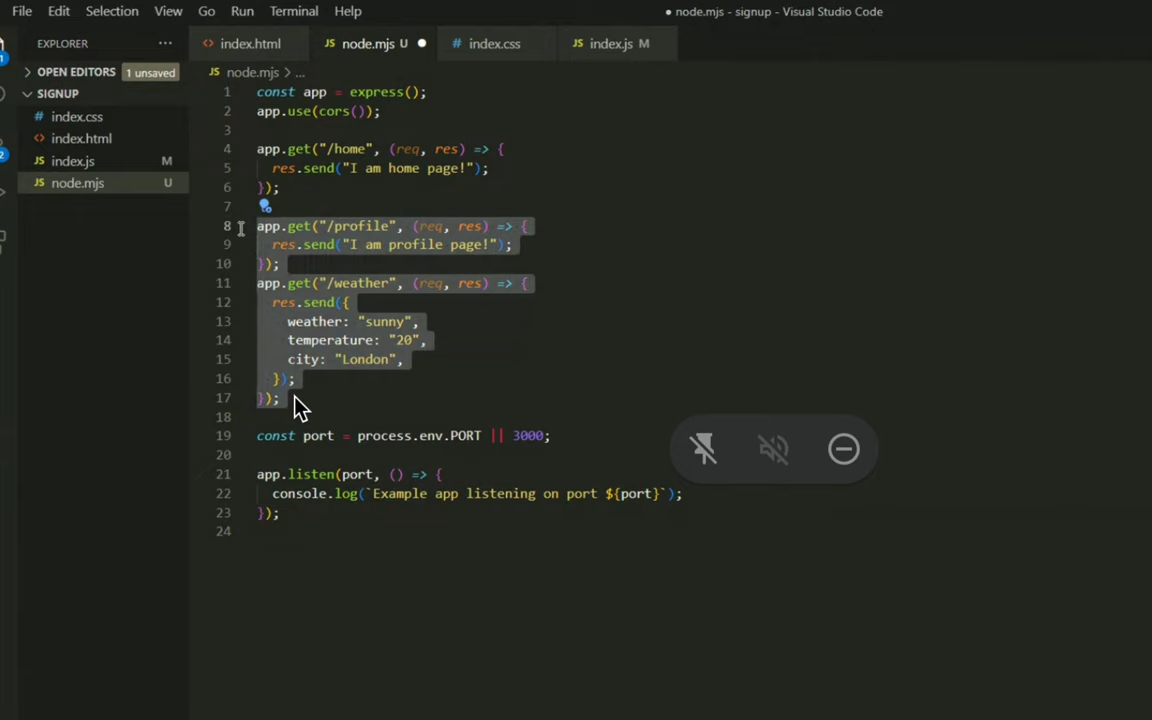 File Edit Selection View Go Run Terminal Help ● node.mjs - signup - Visual Studio Code
EXPLORER ···
index.html node.mjs U ● index.css index.js M
OPEN EDITORS 1 unsaved
node.mjs > ...
SIGNUP
index.css
index.html
index.js M
node.mjs U
1 const app = express();
2 app.use(cors());
3
4 app.get("/home", (req, res) => {
5 res.send("I am home page!");
6 });
7
8 app.get("/profile", (req, res) => {
9 res.send("I am profile page!");
10 });
11 app.get("/weather", (req, res) => {
12 res.send({
13 weather: "sunny",
14 temperature: "20",
15 city: "London",
16 });
17 });
18
19 const port = process.env.PORT || 3000;
20
21 app.listen(port, () => {
22 console.log(`Example app listening on port ${port}`);
23 });
24